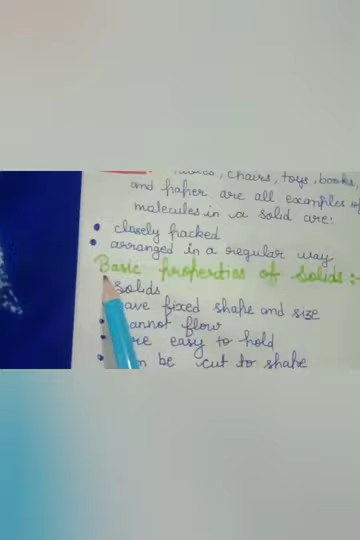 , chairs, toys, books,
and paper are all examples of
molecules in a solid are:
• closely packed
• arranged in a regular way
Basic properties of solids:-
Solids
have fixed shape and size
cannot flow
• are easy to hold
• can be cut to shape